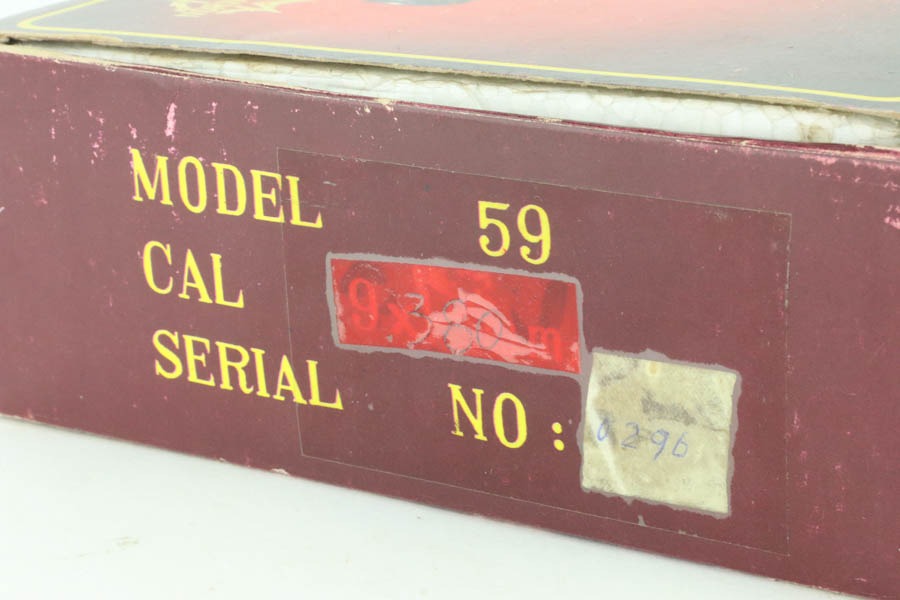 MODEL 59
CAL
SERIAL NO: 0296